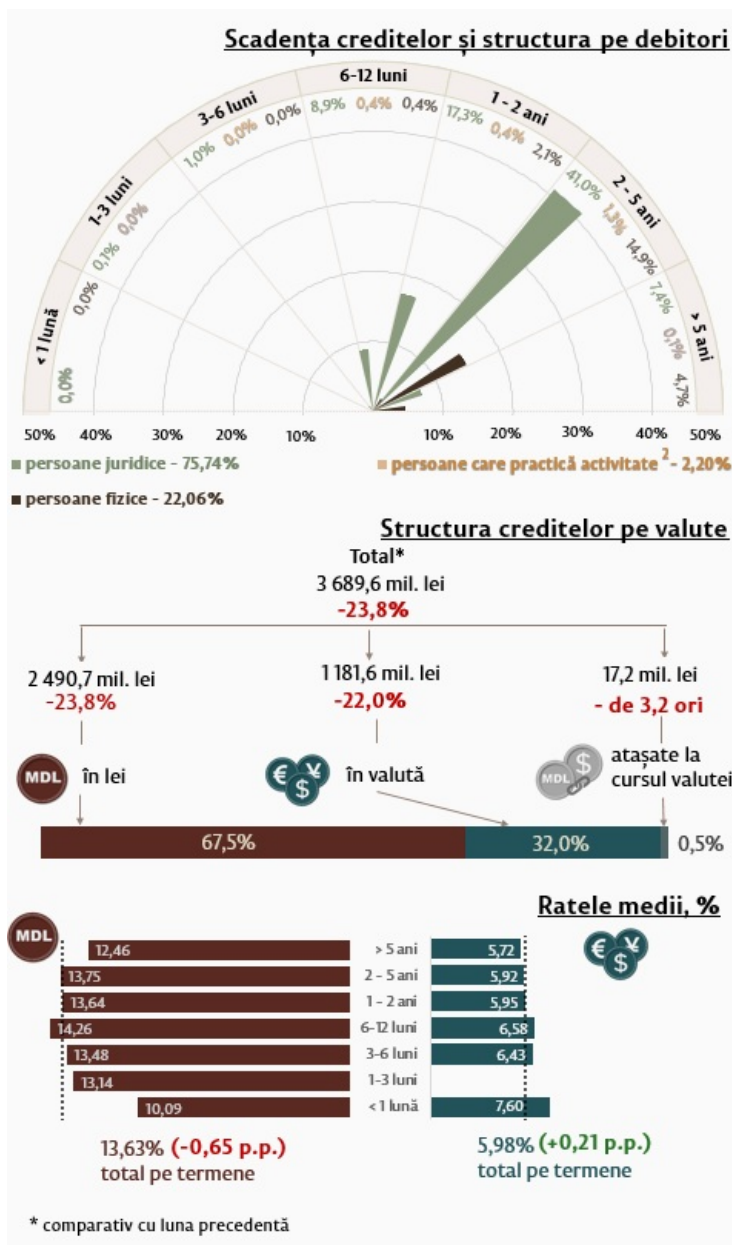 Scadența creditelor și structura pe debitori
< 1 lună
0,0%
1-3 luni
0,0% 0,1% 0,0%
3-6 luni
1,0% 0,0% 0,0%
6-12 luni
8,9% 0,4% 0,4%
1 - 2 ani
17,3% 0,4% 2,1%
2 - 5 ani
41,0% 1,3% 14,9%
> 5 ani
7,4% 0,1% 4,7%
50% 40% 30% 20% 10% 10% 20% 30% 40% 50%
persoane juridice - 75,74% persoane care practică activitate 2 - 2,20%
persoane fizice - 22,06%
Structura creditelor pe valute
Total*
3 689,6 mil. lei
-23,8%
2 490,7 mil. lei 1 181,6 mil. lei 17,2 mil. lei
-23,8% -22,0% - de 3,2 ori
MDL în lei € ¥ $ în valută MDL $ atașate la
cursul valutei
67,5% 32,0% 0,5%
Ratele medii, %
MDL € ¥ $
12,46 > 5 ani 5,72
13,75 2 - 5 ani 5,92
13,64 1 - 2 ani 5,95
14,26 6-12 luni 6,58
13,48 3-6 luni 6,43
13,14 1-3 luni
10,09 < 1 lună 7,60
13,63% (-0,65 p.p.) 5,98% (+0,21 p.p.)
total pe termene total pe termene
* comparativ cu luna precedentă